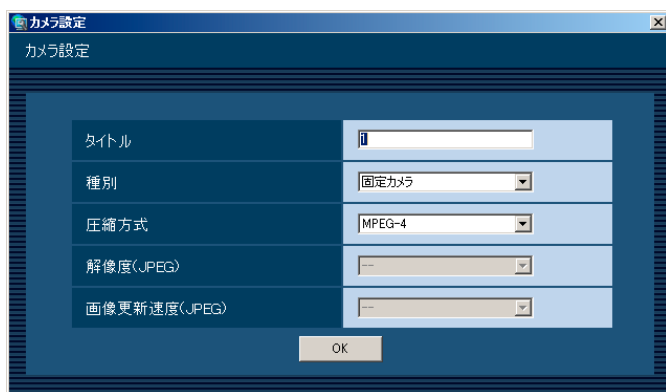 カメラ設定
カメラ設定
タイトル
1
種別
固定カメラ
圧縮方式
MPEG-4
解像度(JPEG)
--
画像更新速度(JPEG)
--
OK